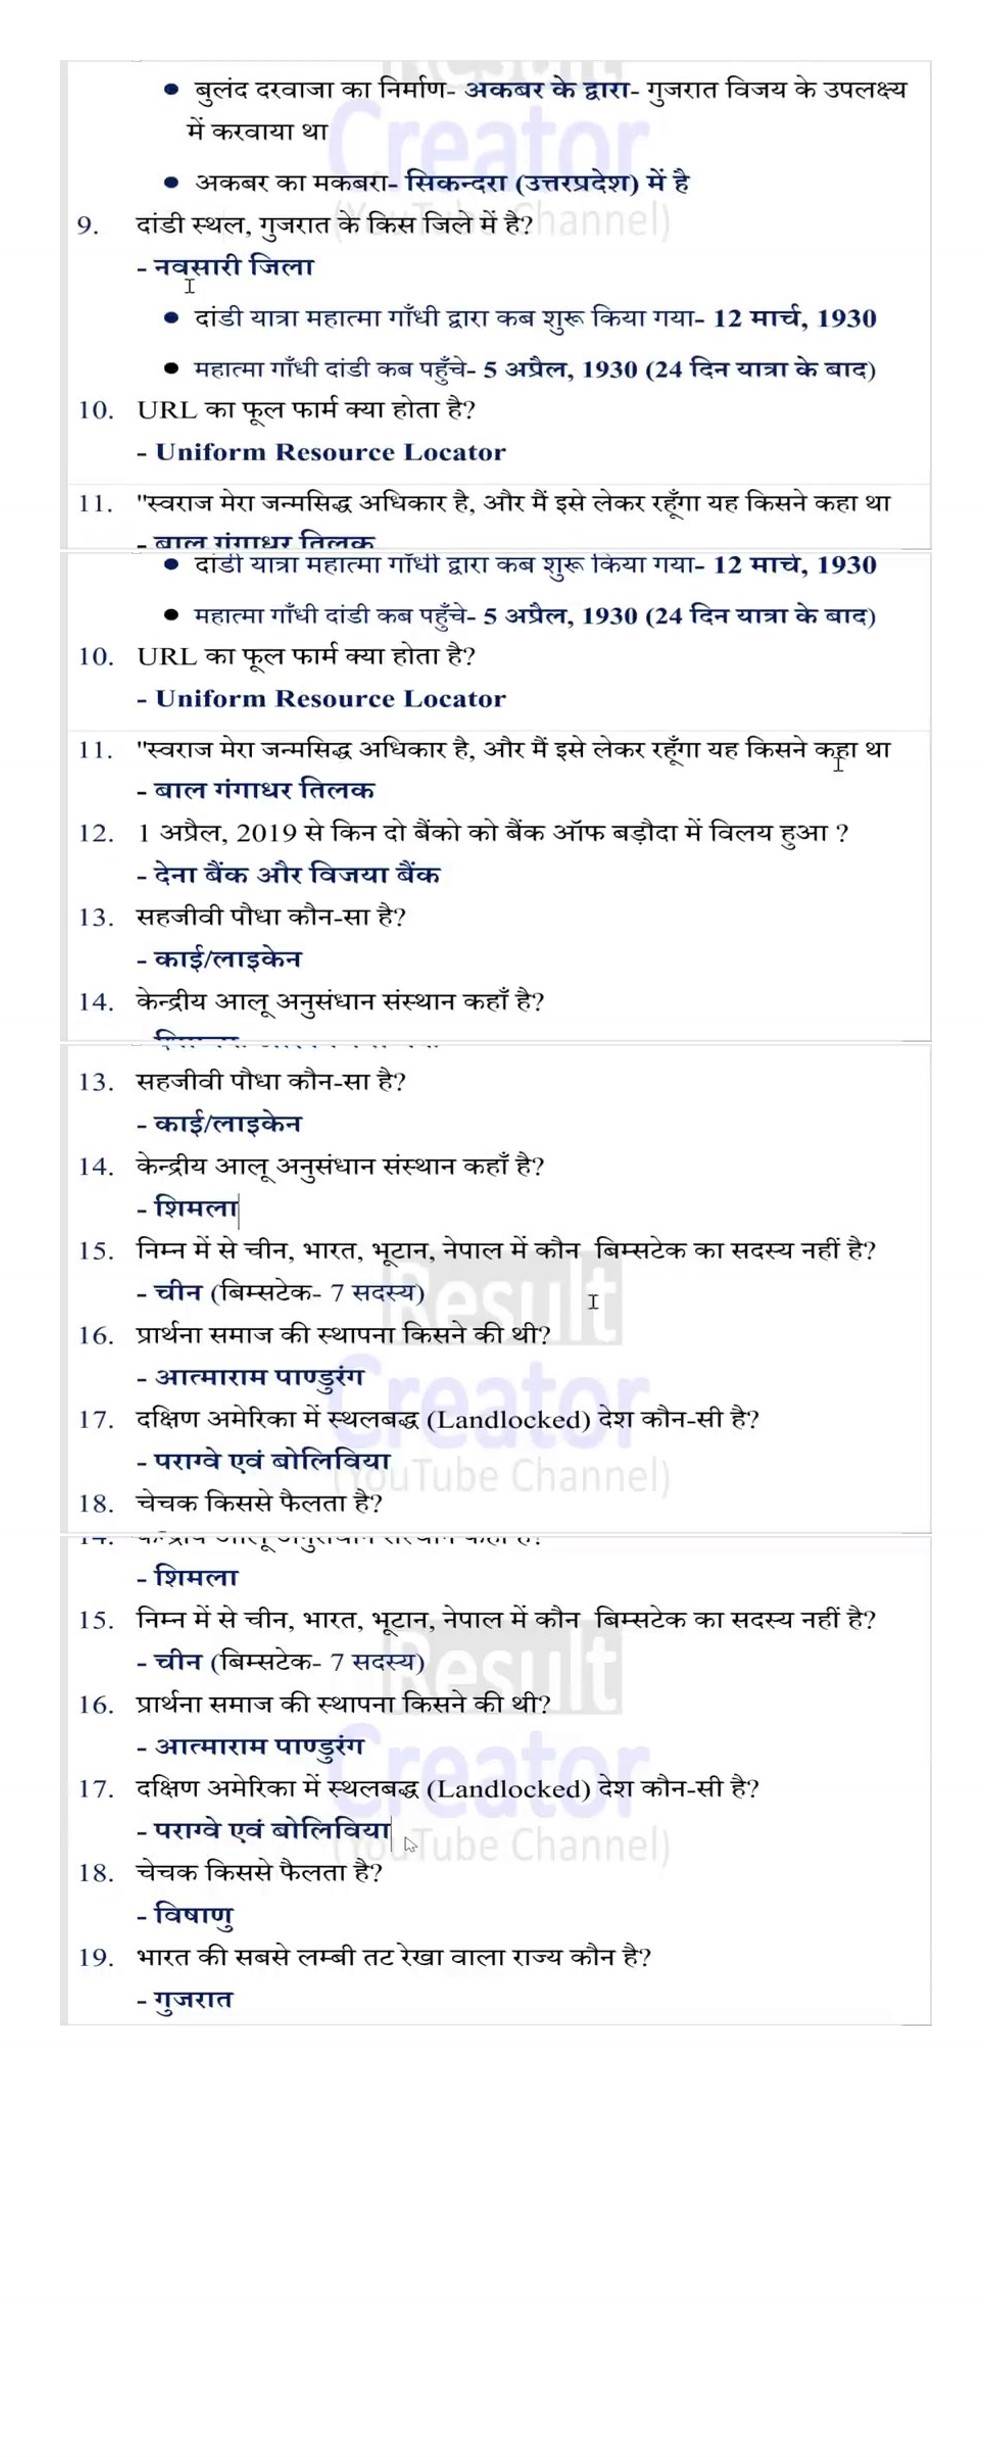 • बुलंद दरवाजा का निर्माण- अकबर के द्वारा- गुजरात विजय के उपलक्ष्य
में करवाया था
• अकबर का मकबरा- सिकन्दरा (उत्तरप्रदेश) में है
9. दांडी स्थल, गुजरात के किस जिले में है?
- नवसारी जिला
• दांडी यात्रा महात्मा गाँधी द्वारा कब शुरू किया गया- 12 मार्च, 1930
• महात्मा गाँधी दांडी कब पहुँचे- 5 अप्रैल, 1930 (24 दिन यात्रा के बाद)
10. URL का फूल फार्म क्या होता है?
- Uniform Resource Locator
11. "स्वराज मेरा जन्मसिद्ध अधिकार है, और मैं इसे लेकर रहूँगा यह किसने कहा था
- बाल गंगाधर तिलक
• दांडी यात्रा महात्मा गाँधी द्वारा कब शुरू किया गया- 12 मार्च, 1930
• महात्मा गाँधी दांडी कब पहुँचे- 5 अप्रैल, 1930 (24 दिन यात्रा के बाद)
10. URL का फूल फार्म क्या होता है?
- Uniform Resource Locator
11. "स्वराज मेरा जन्मसिद्ध अधिकार है, और मैं इसे लेकर रहूँगा यह किसने कहा था
- बाल गंगाधर तिलक
12. 1 अप्रैल, 2019 से किन दो बैंको को बैंक ऑफ बड़ौदा में विलय हुआ ?
- देना बैंक और विजया बैंक
13. सहजीवी पौधा कौन-सा है?
- काई/लाइकेन
14. केन्द्रीय आलू अनुसंधान संस्थान कहाँ है?
13. सहजीवी पौधा कौन-सा है?
- काई/लाइकेन
14. केन्द्रीय आलू अनुसंधान संस्थान कहाँ है?
- शिमला
15. निम्न में से चीन, भारत, भूटान, नेपाल में कौन बिम्सटेक का सदस्य नहीं है?
- चीन (बिम्सटेक- 7 सदस्य)
16. प्रार्थना समाज की स्थापना किसने की थी?
- आत्माराम पाण्डुरंग
17. दक्षिण अमेरिका में स्थलबद्ध (Landlocked) देश कौन-सी है?
- पराग्वे एवं बोलिविया
18. चेचक किससे फैलता है?
- शिमला
15. निम्न में से चीन, भारत, भूटान, नेपाल में कौन बिम्सटेक का सदस्य नहीं है?
- चीन (बिम्सटेक- 7 सदस्य)
16. प्रार्थना समाज की स्थापना किसने की थी?
- आत्माराम पाण्डुरंग
17. दक्षिण अमेरिका में स्थलबद्ध (Landlocked) देश कौन-सी है?
- पराग्वे एवं बोलिविया
18. चेचक किससे फैलता है?
- विषाणु
19. भारत की सबसे लम्बी तट रेखा वाला राज्य कौन है?
- गुजरात